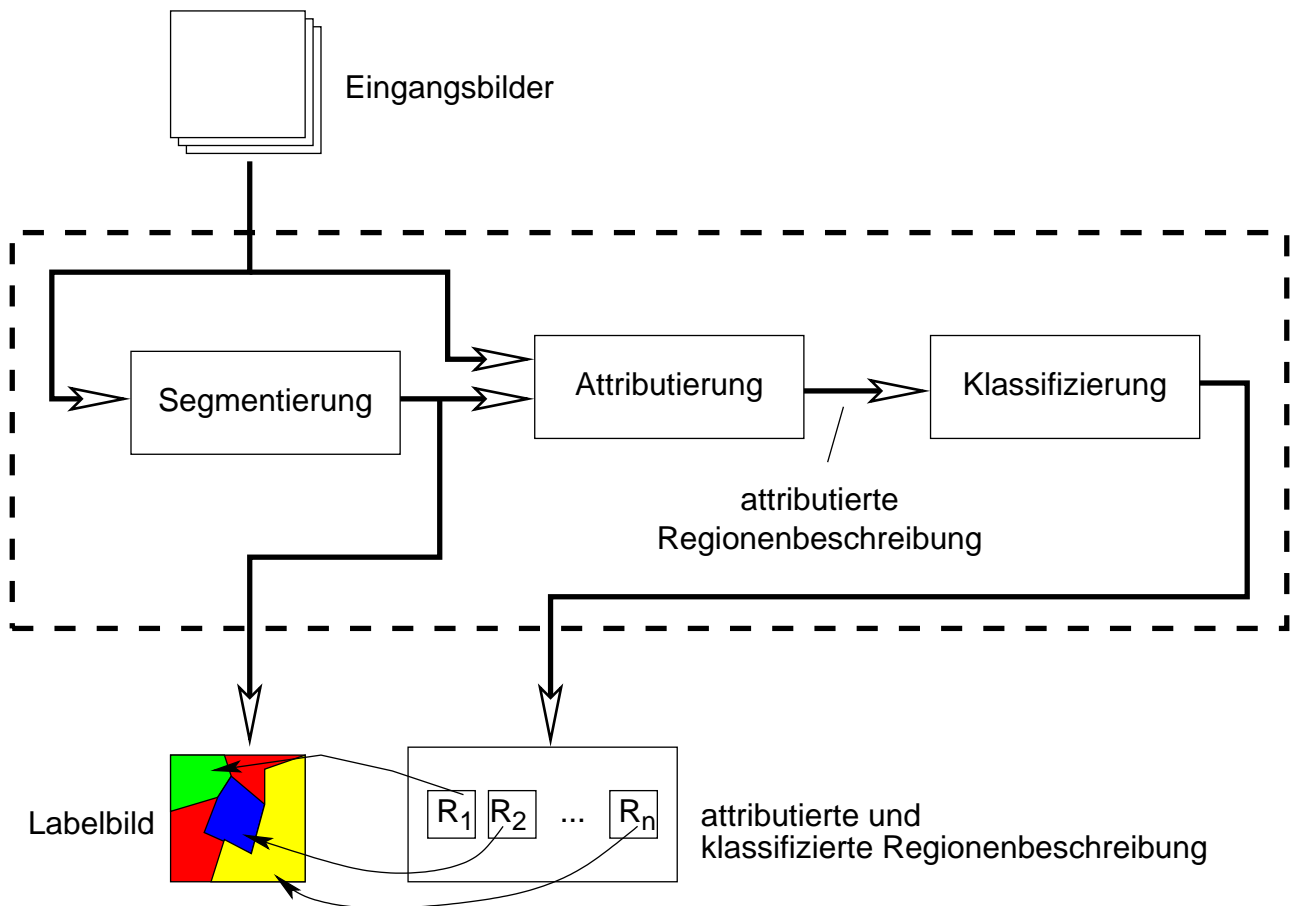 Eingangsbilder
Segmentierung
Attributierung
Klassifizierung
attributierte
Regionenbeschreibung
Labelbild
R1
R2
...
Rn
attributierte und
klassifizierte Regionenbeschreibung